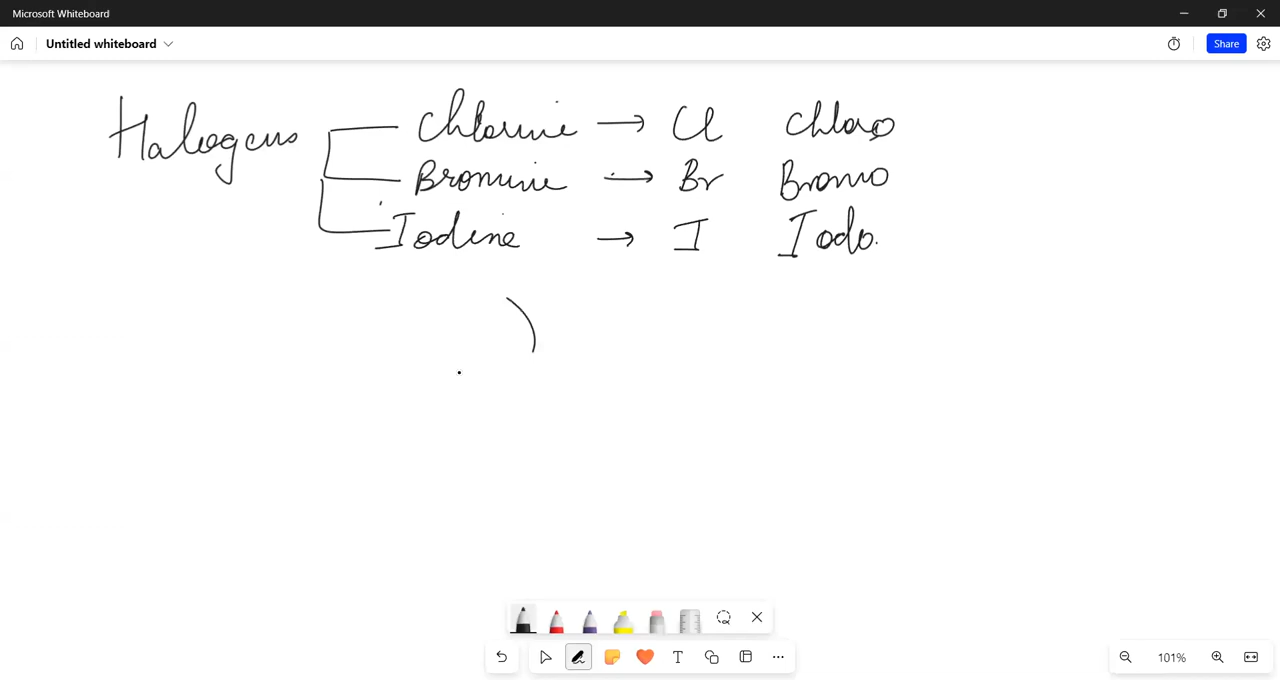 Microsoft Whiteboard
Untitled whiteboard
Share
Halogens Chlorine → Cl Chloro
Bromine → Br Bromo
Iodine → I Iodo.
101%